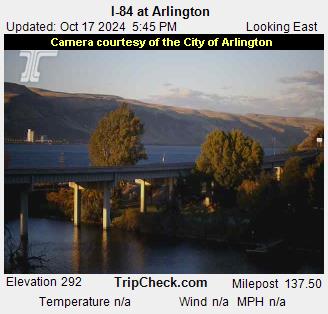 I-84 at Arlington
Updated: Oct 17 2024 5:45 PM Looking East
Camera courtesy of the City of Arlington
Elevation 292 TripCheck.com Milepost 137.50
Temperature n/a Wind n/a MPH n/a